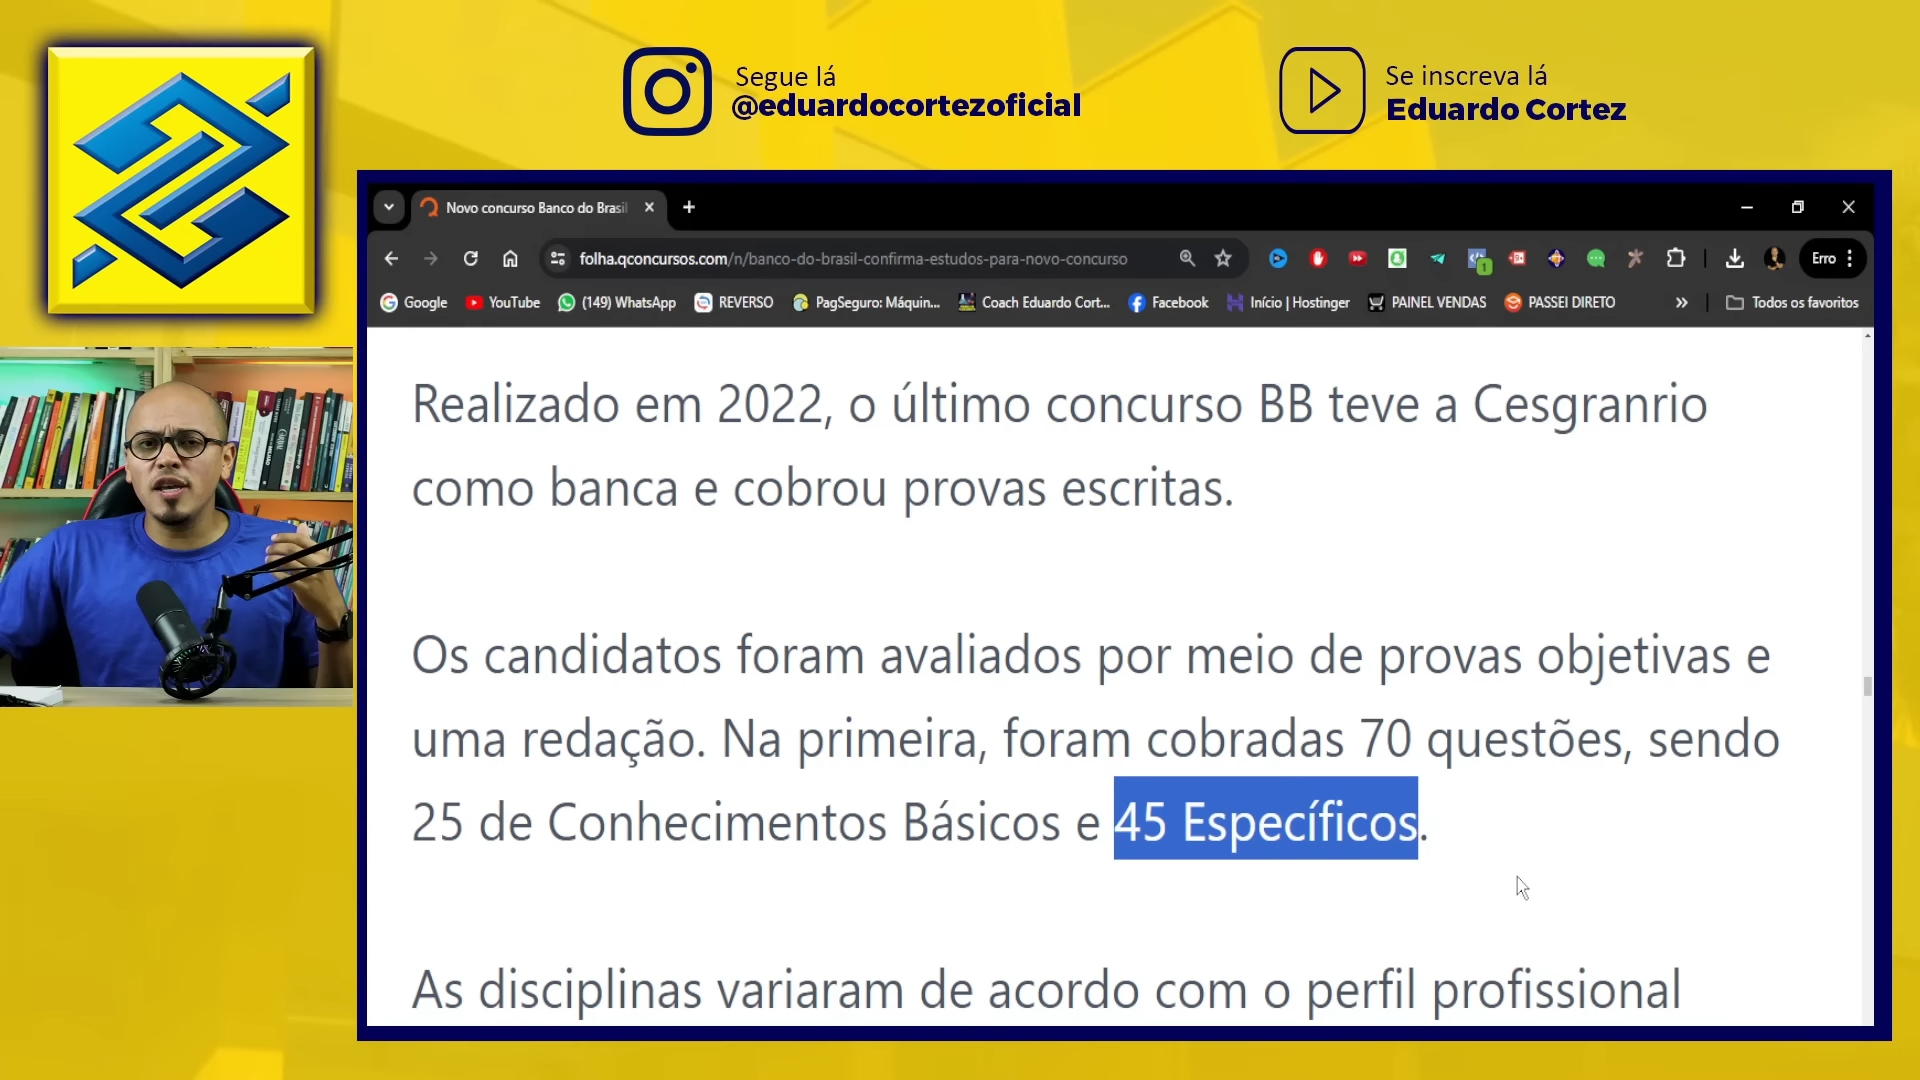 Segue lá
@eduardocortezoficial
Se inscreva lá
Eduardo Cortez
Novo concurso Banco do Brasil
folha.qconcursos.com/n/banco-do-brasil-confirma-estudos-para-novo-concurso
1
Erro
Google
YouTube
(149) WhatsApp
REVERSO
PagSeguro: Máquin...
Coach Eduardo Cort...
Facebook
Início | Hostinger
PAINEL VENDAS
PASSEI DIRETO
Todos os favoritos
Realizado em 2022, o último concurso BB teve a Cesgranrio
como banca e cobrou provas escritas.
Os candidatos foram avaliados por meio de provas objetivas e
uma redação. Na primeira, foram cobradas 70 questões, sendo
25 de Conhecimentos Básicos e 45 Específicos.
As disciplinas variaram de acordo com o perfil profissional